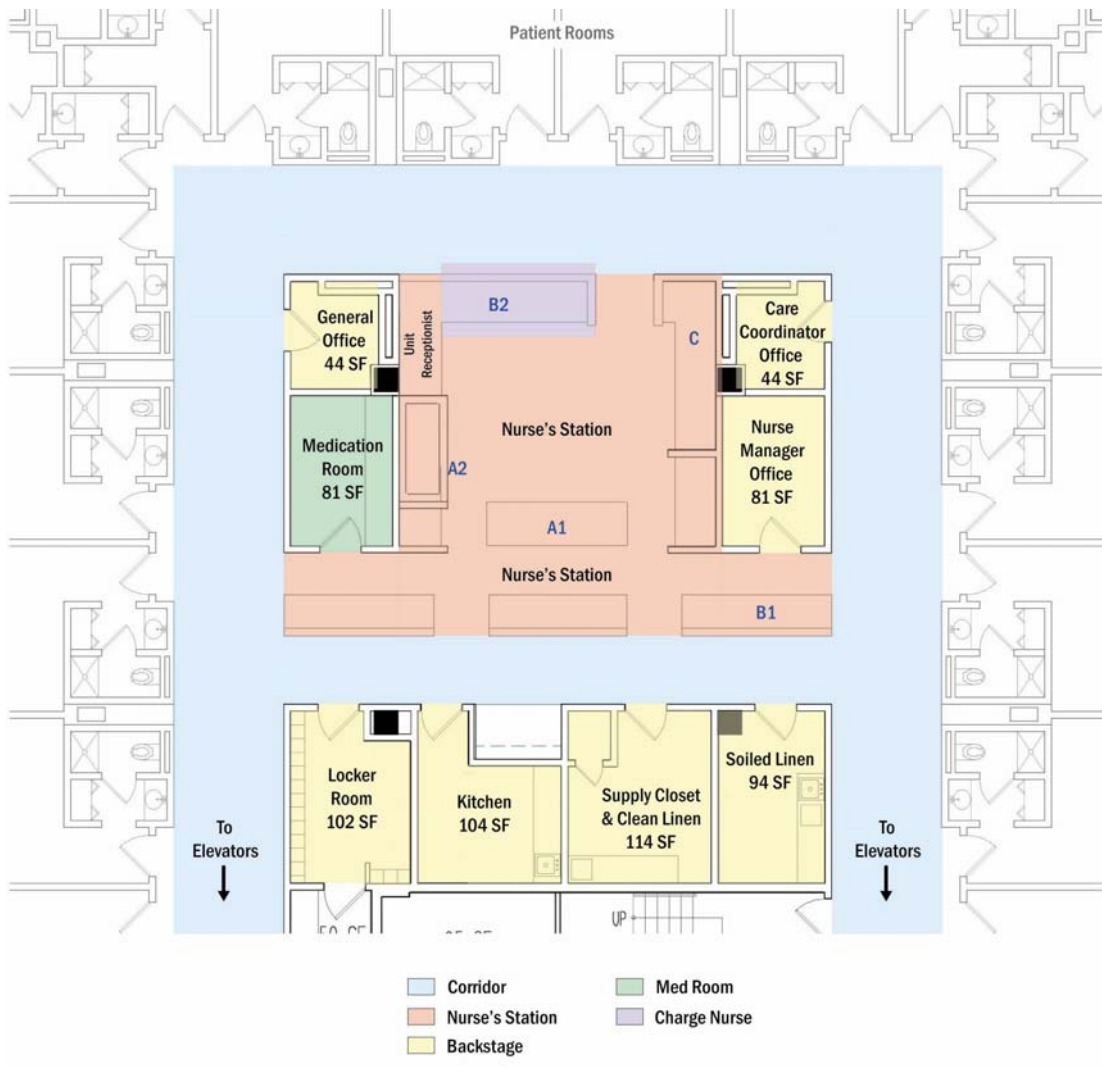 Patient Rooms
General
Office
44 SF
Unit
Receptionist
B2
C
Care
Coordinator
Office
44 SF
Medication
Room
81 SF
A2
Nurse's Station
Nurse
Manager
Office
81 SF
A1
Nurse's Station
B1
Locker
Room
102 SF
Kitchen
104 SF
Supply Closet
& Clean Linen
114 SF
Soiled Linen
94 SF
To
Elevators
To
Elevators
UP
Corridor
Nurse's Station
Backstage
Med Room
Charge Nurse